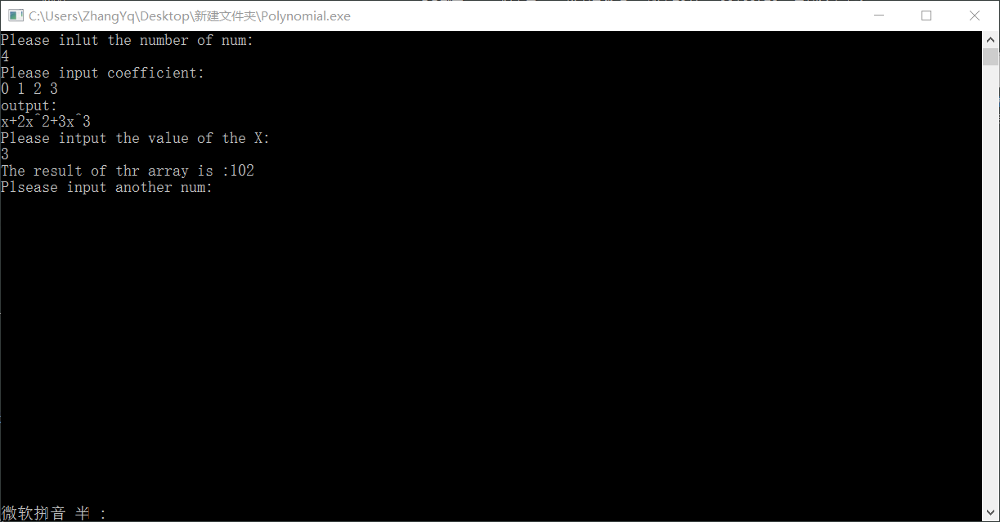 C:\Users\ZhangYq\Desktop\新建文件夹\Polynomial.exe
Please inlut the number of num:
4
Please input coefficient:
0 1 2 3
output:
x+2x^2+3x^3
Please intput the value of the X:
3
The result of thr array is :102
Plsease input another num:
微软拼音 半 :